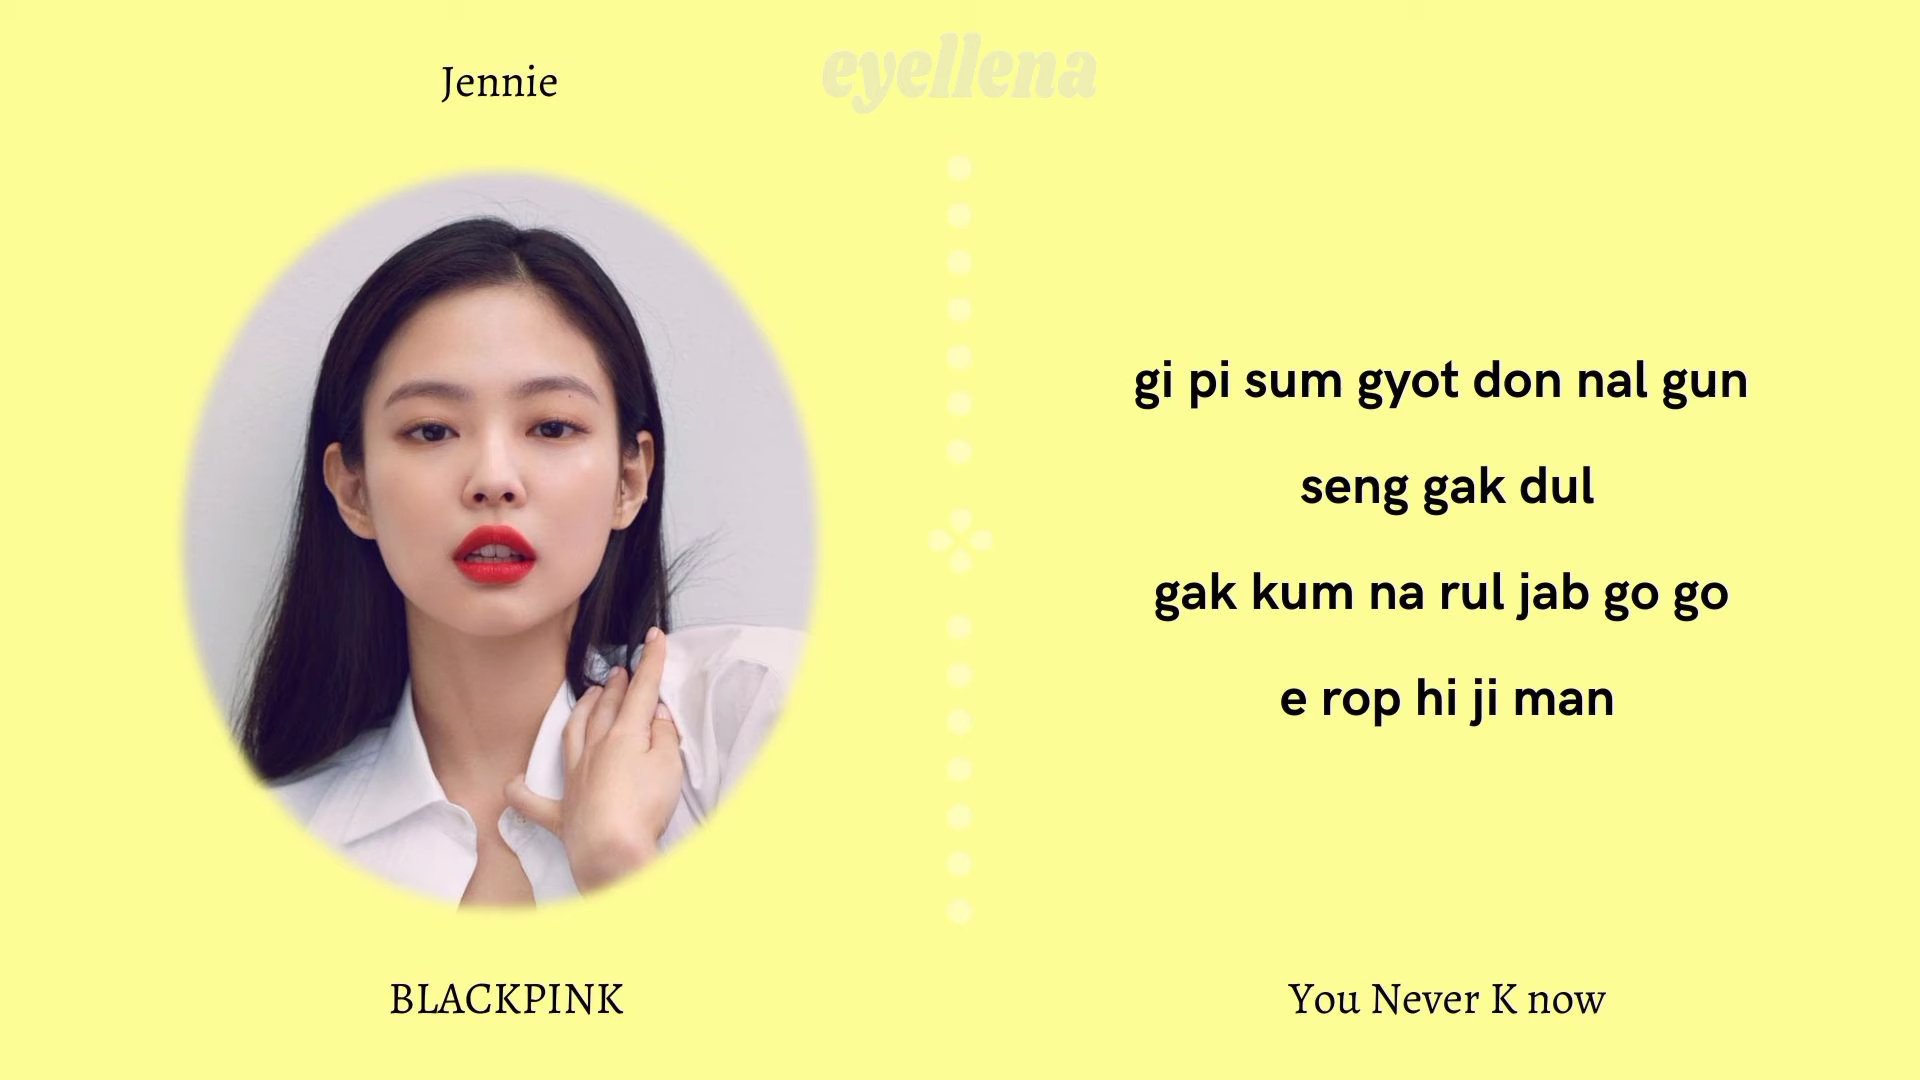 Jennie
eyellena
gi pi sum gyot don nal gun
seng gak dul
gak kum na rul jab go go
e rop hi ji man
BLACKPINK
You Never K now